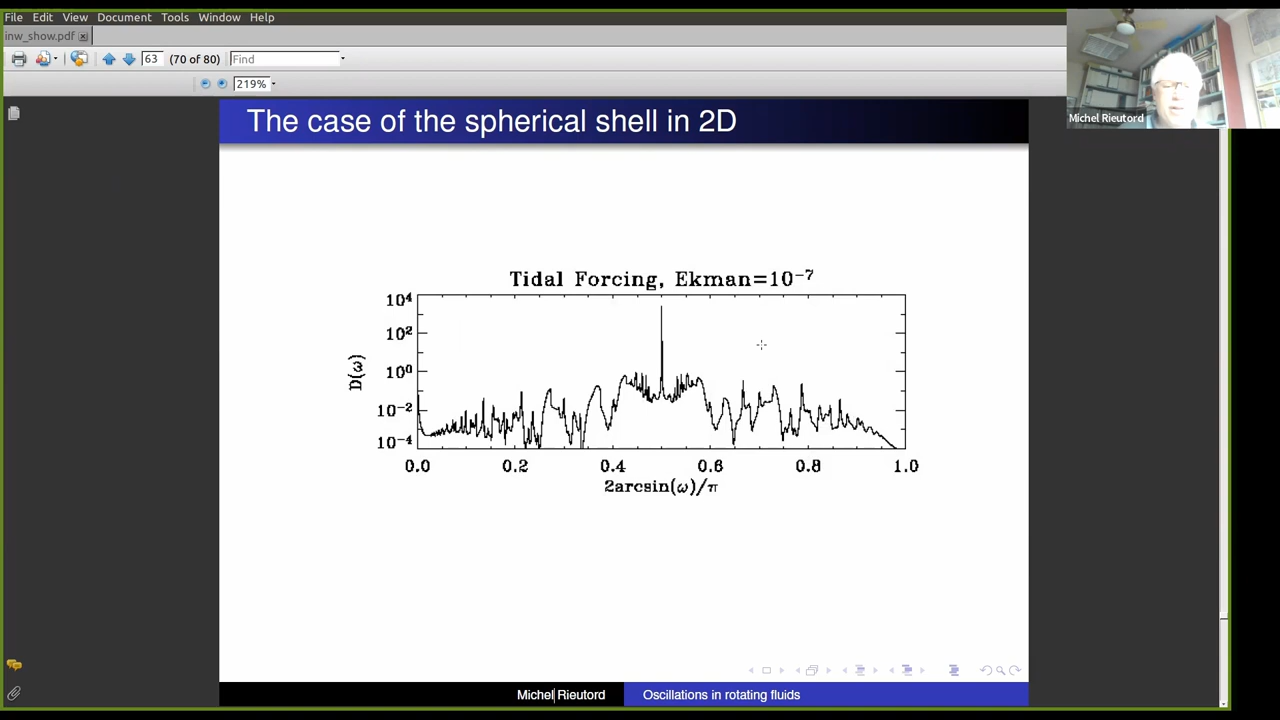 File Edit View Document Tools Window Help
inw_show.pdf
63 (70 of 80) Find
219%
Michel Rieutord
The case of the spherical shell in 2D
Tidal Forcing, Ekman=10⁻⁷
D(ω)
10⁴
10²
10⁰
10⁻²
10⁻⁴
0.0 0.2 0.4 0.6 0.8 1.0
2arcsin(ω)/π
Michel Rieutord Oscillations in rotating fluids